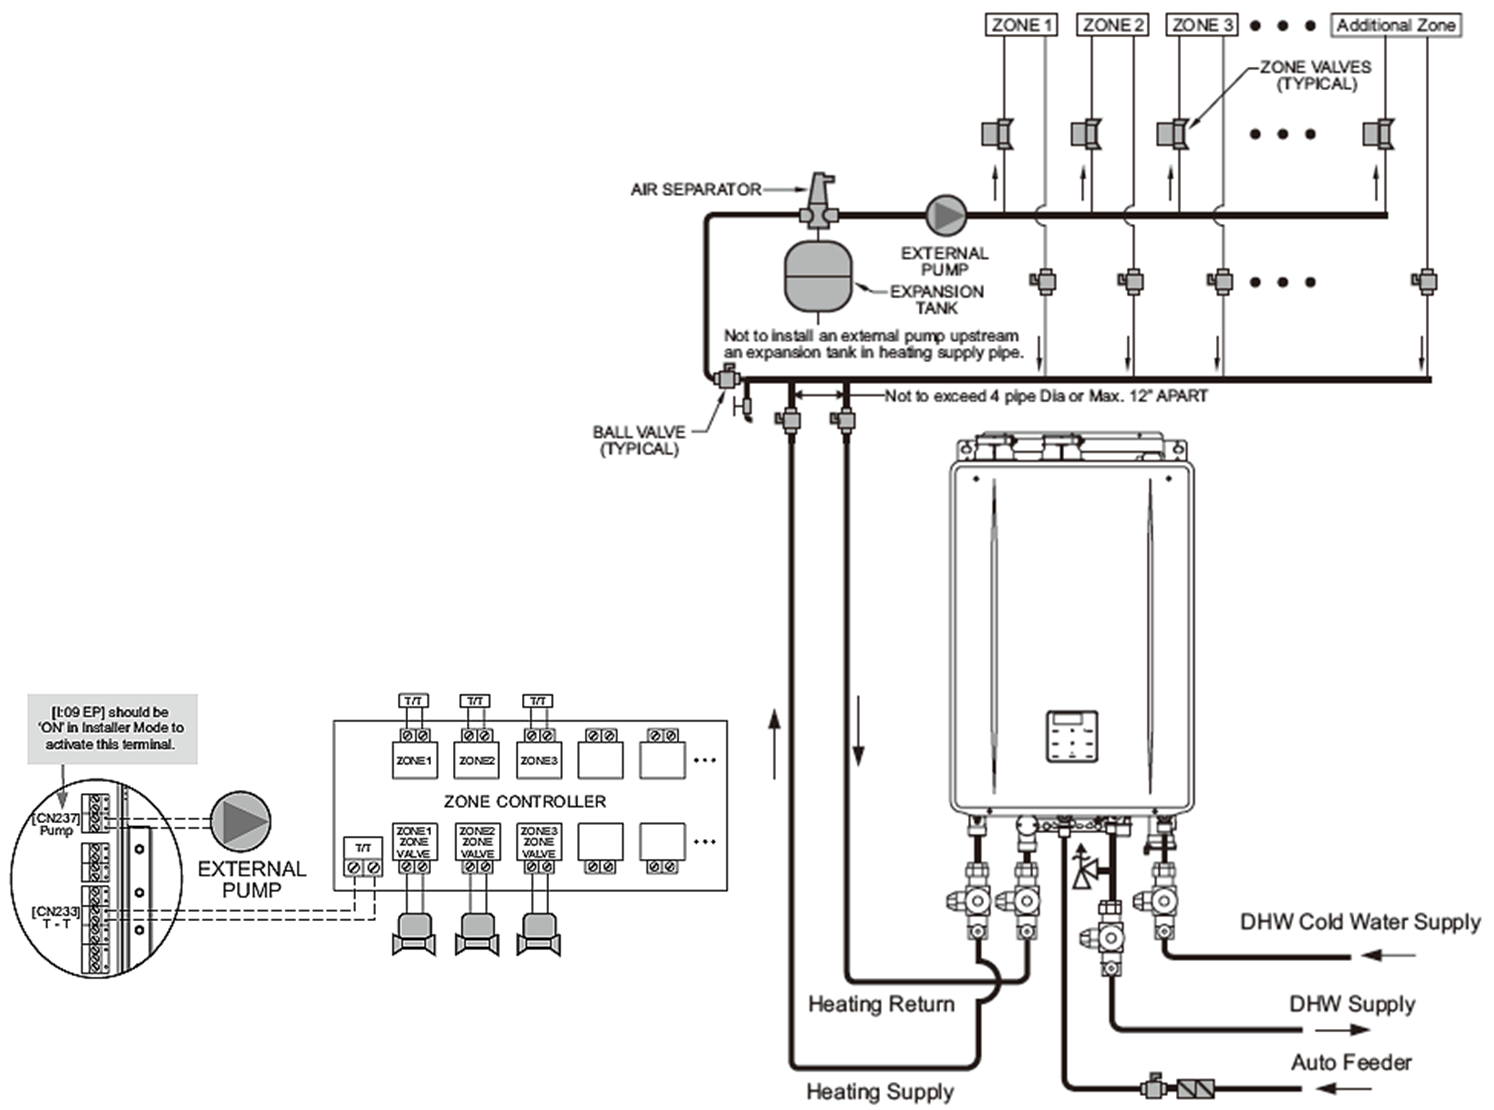 ZONE 1
ZONE 2
ZONE 3
Additional Zone
ZONE VALVES
(TYPICAL)
AIR SEPARATOR
EXTERNAL
PUMP
EXPANSION
TANK
Not to install an external pump upstream
an expansion tank in heating supply pipe.
Not to exceed 4 pipe Dia or Max. 12" APART
BALL VALVE
(TYPICAL)
[I:09 EP] should be
'ON' in Installer Mode to
activate this terminal.
[CN237]
Pump
[CN233]
T - T
EXTERNAL
PUMP
T/T
T/T
T/T
ZONE1
ZONE2
ZONE3
ZONE CONTROLLER
T/T
ZONE1
ZONE
VALVE
ZONE2
ZONE
VALVE
ZONE3
ZONE
VALVE
DHW Cold Water Supply
DHW Supply
Auto Feeder
Heating Return
Heating Supply